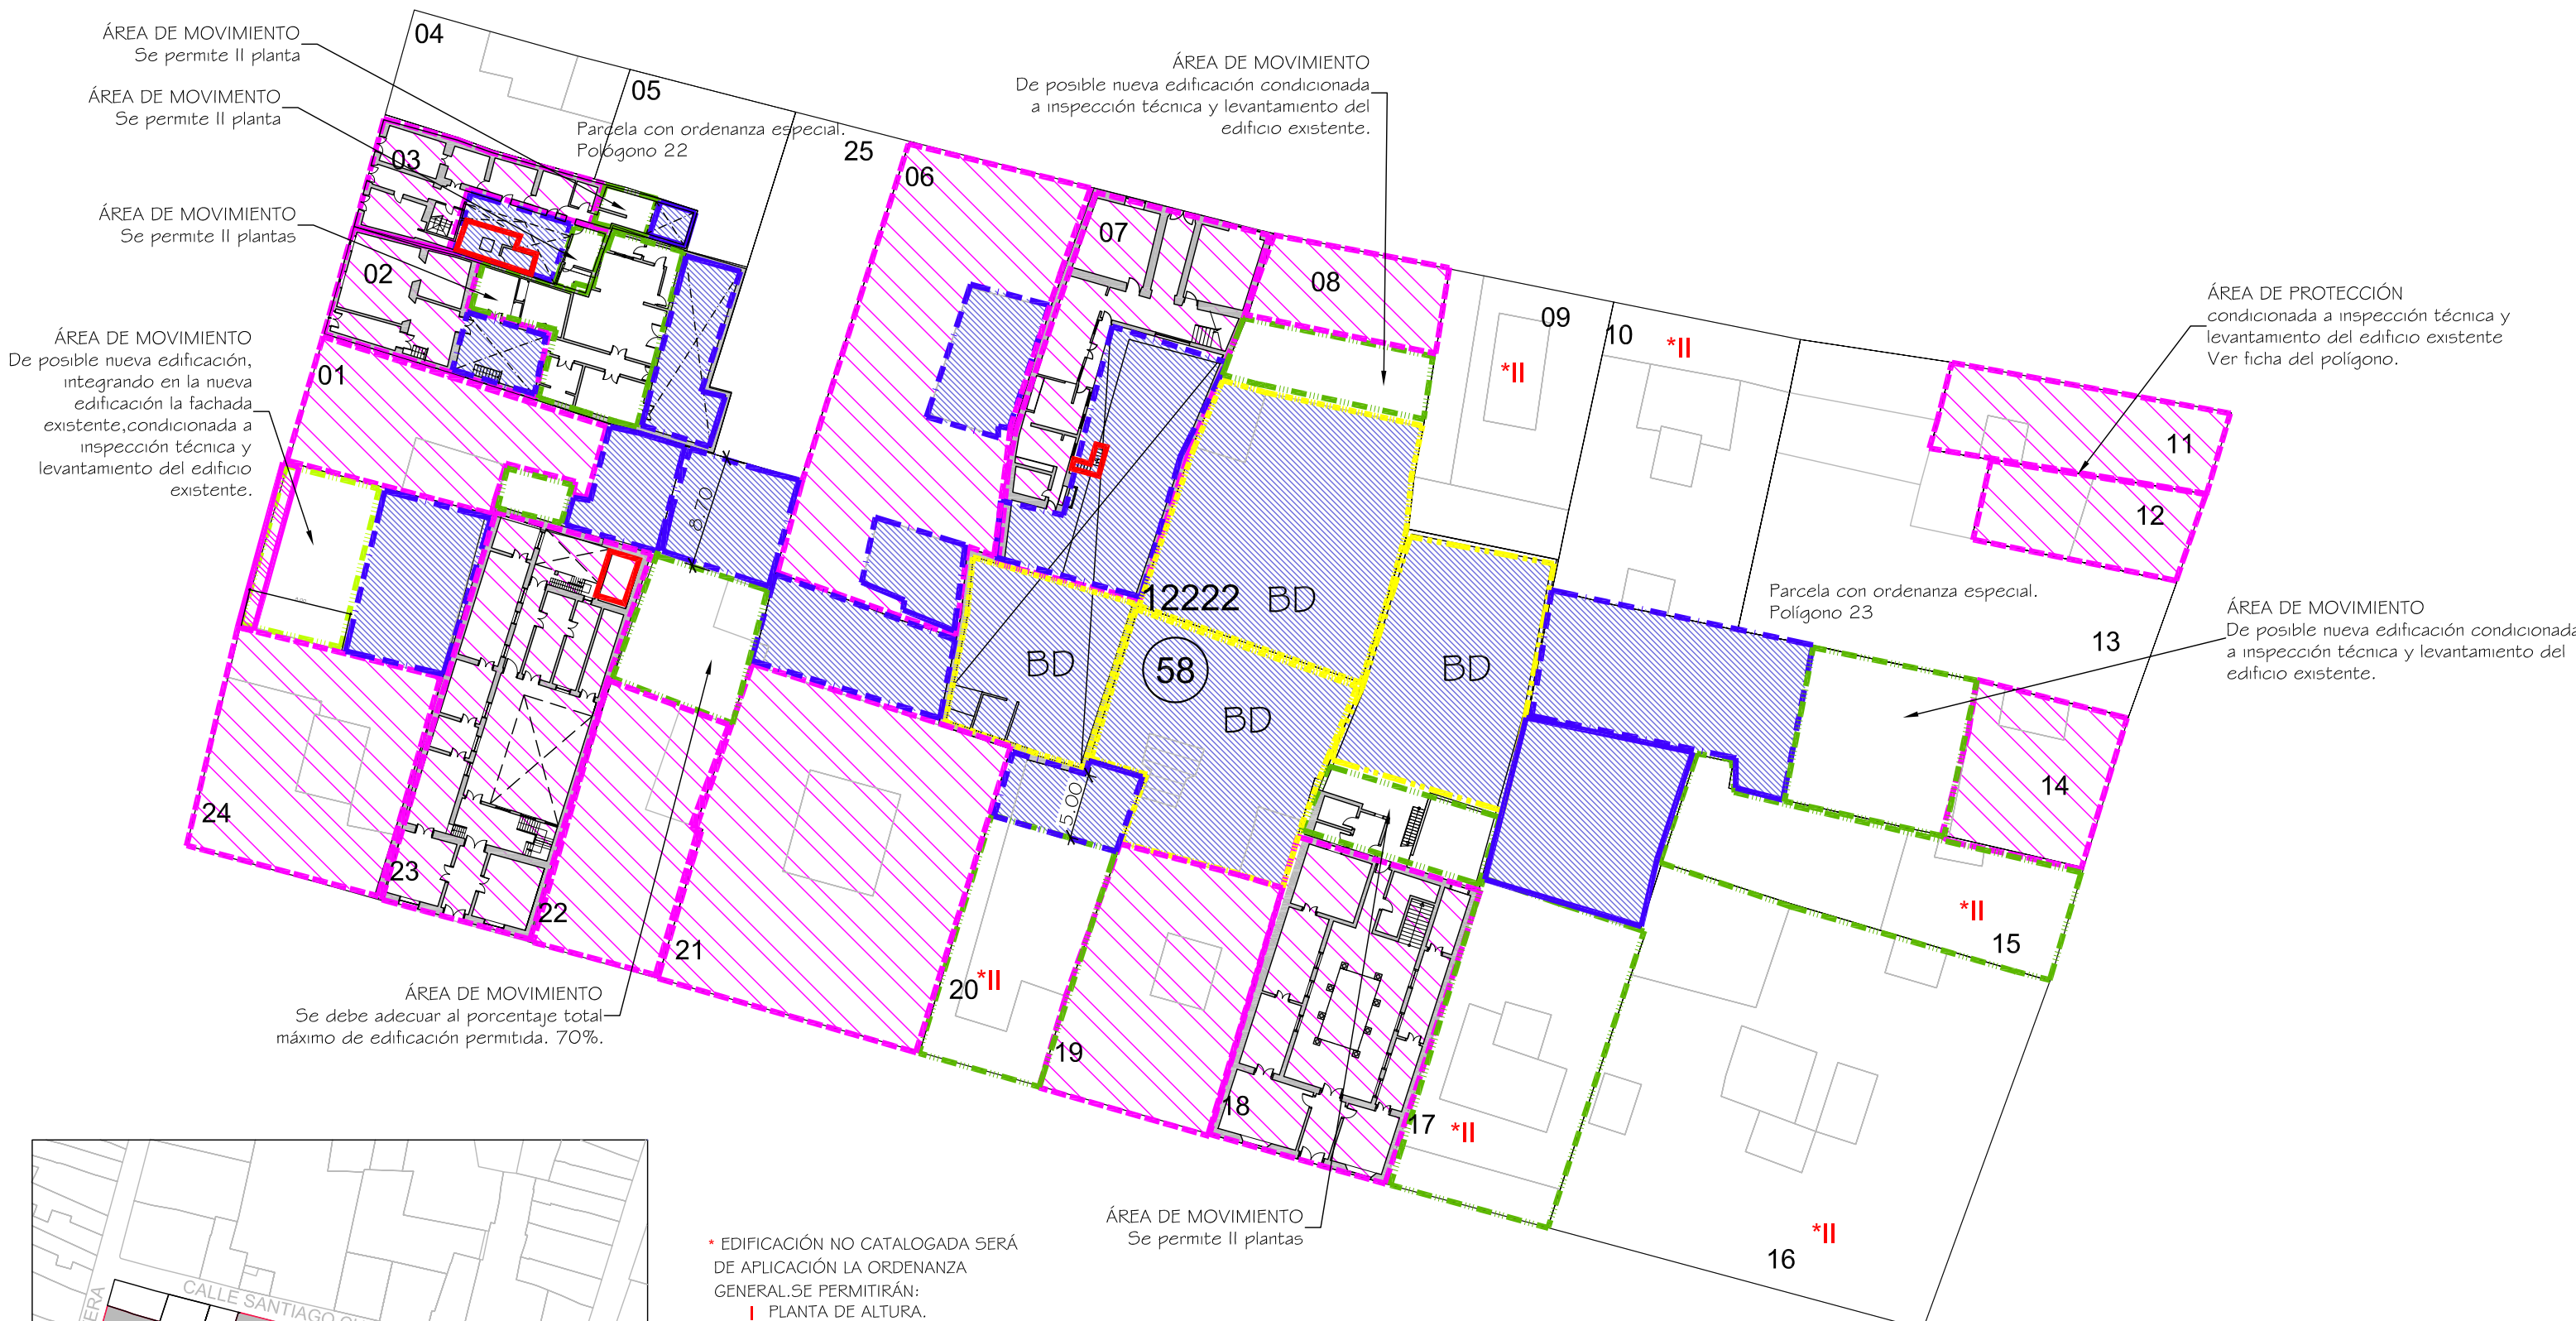 04
ÁREA DE MOVIMIENTO
Se permite II planta
05
ÁREA DE MOVIMENTO
Se permite II planta
Parcela con ordenanza especial.
Pológono 22
25
ÁREA DE MOVIMIENTO
De posible nueva edificación condicionada
a inspección técnica y levantamiento del
edificio existente.
03
06
ÁREA DE MOVIMIENTO
Se permite II plantas
02
07
08
09
10
*II
*II
ÁREA DE PROTECCIÓN
condicionada a inspección técnica y
levantamiento del edificio existente
Ver ficha del polígono.
ÁREA DE MOVIMIENTO
De posible nueva edificación,
integrando en la nueva
edificación la fachada
existente,condicionada a
inspección técnica y
levantamiento del edificio
existente.
01
11
12
8.70
12222
BD
BD
58
BD
BD
Parcela con ordenanza especial.
Polígono 23
13
ÁREA DE MOVIMIENTO
De posible nueva edificación condicionada
a inspección técnica y levantamiento del
edificio existente.
5.00
14
24
23
22
21
20
*II
*II
15
19
18
17
*II
16
*II
ÁREA DE MOVIMIENTO
Se debe adecuar al porcentaje total
máximo de edificación permitida. 70%.
ÁREA DE MOVIMIENTO
Se permite II plantas
* EDIFICACIÓN NO CATALOGADA SERÁ
DE APLICACIÓN LA ORDENANZA
GENERAL.SE PERMITIRÁN:
I PLANTA DE ALTURA.
CALLE SANTIAGO